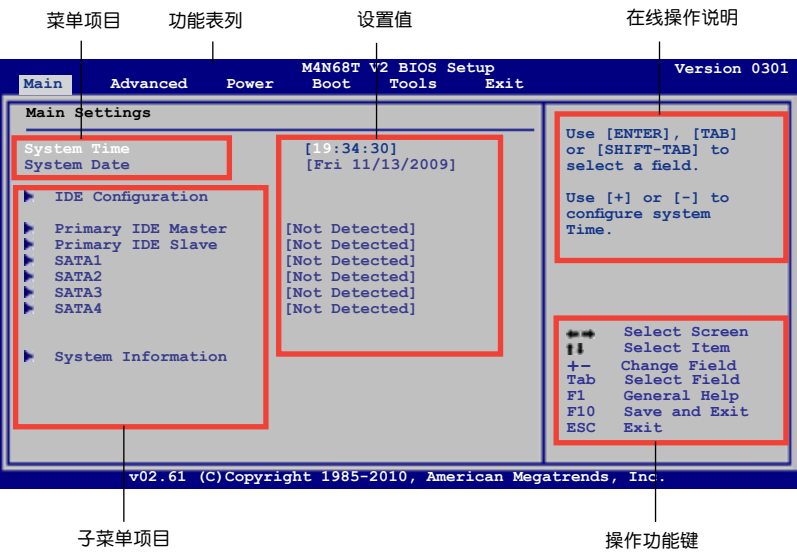 菜单项目 功能表列 设置值 在线操作说明
M4N68T V2 BIOS Setup Version 0301
Main Advanced Power Boot Tools Exit
Main Settings
System Time [19:34:30]
System Date [Fri 11/13/2009]
IDE Configuration
Primary IDE Master [Not Detected]
Primary IDE Slave [Not Detected]
SATA1 [Not Detected]
SATA2 [Not Detected]
SATA3 [Not Detected]
SATA4 [Not Detected]
System Information
Use [ENTER], [TAB]
or [SHIFT-TAB] to
select a field.
Use [+] or [-] to
configure system
Time.
Select Screen
Select Item
+- Change Field
Tab Select Field
F1 General Help
F10 Save and Exit
ESC Exit
v02.61 (C)Copyright 1985-2010, American Megatrends, Inc.
子菜单项目 操作功能键